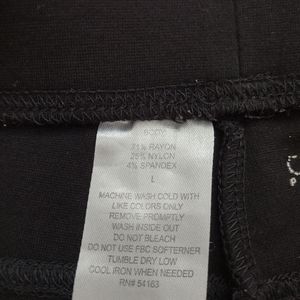 BODY
71% RAYON
25% NYLON
4% SPANDEX
L
MACHINE WASH COLD WITH
LIKE COLORS ONLY
REMOVE PROMPTLY
WASH INSIDE OUT
DO NOT BLEACH
DO NOT USE FBC SOFTERNER
TUMBLE DRY LOW
COOL IRON WHEN NEEDED
RN# 54163